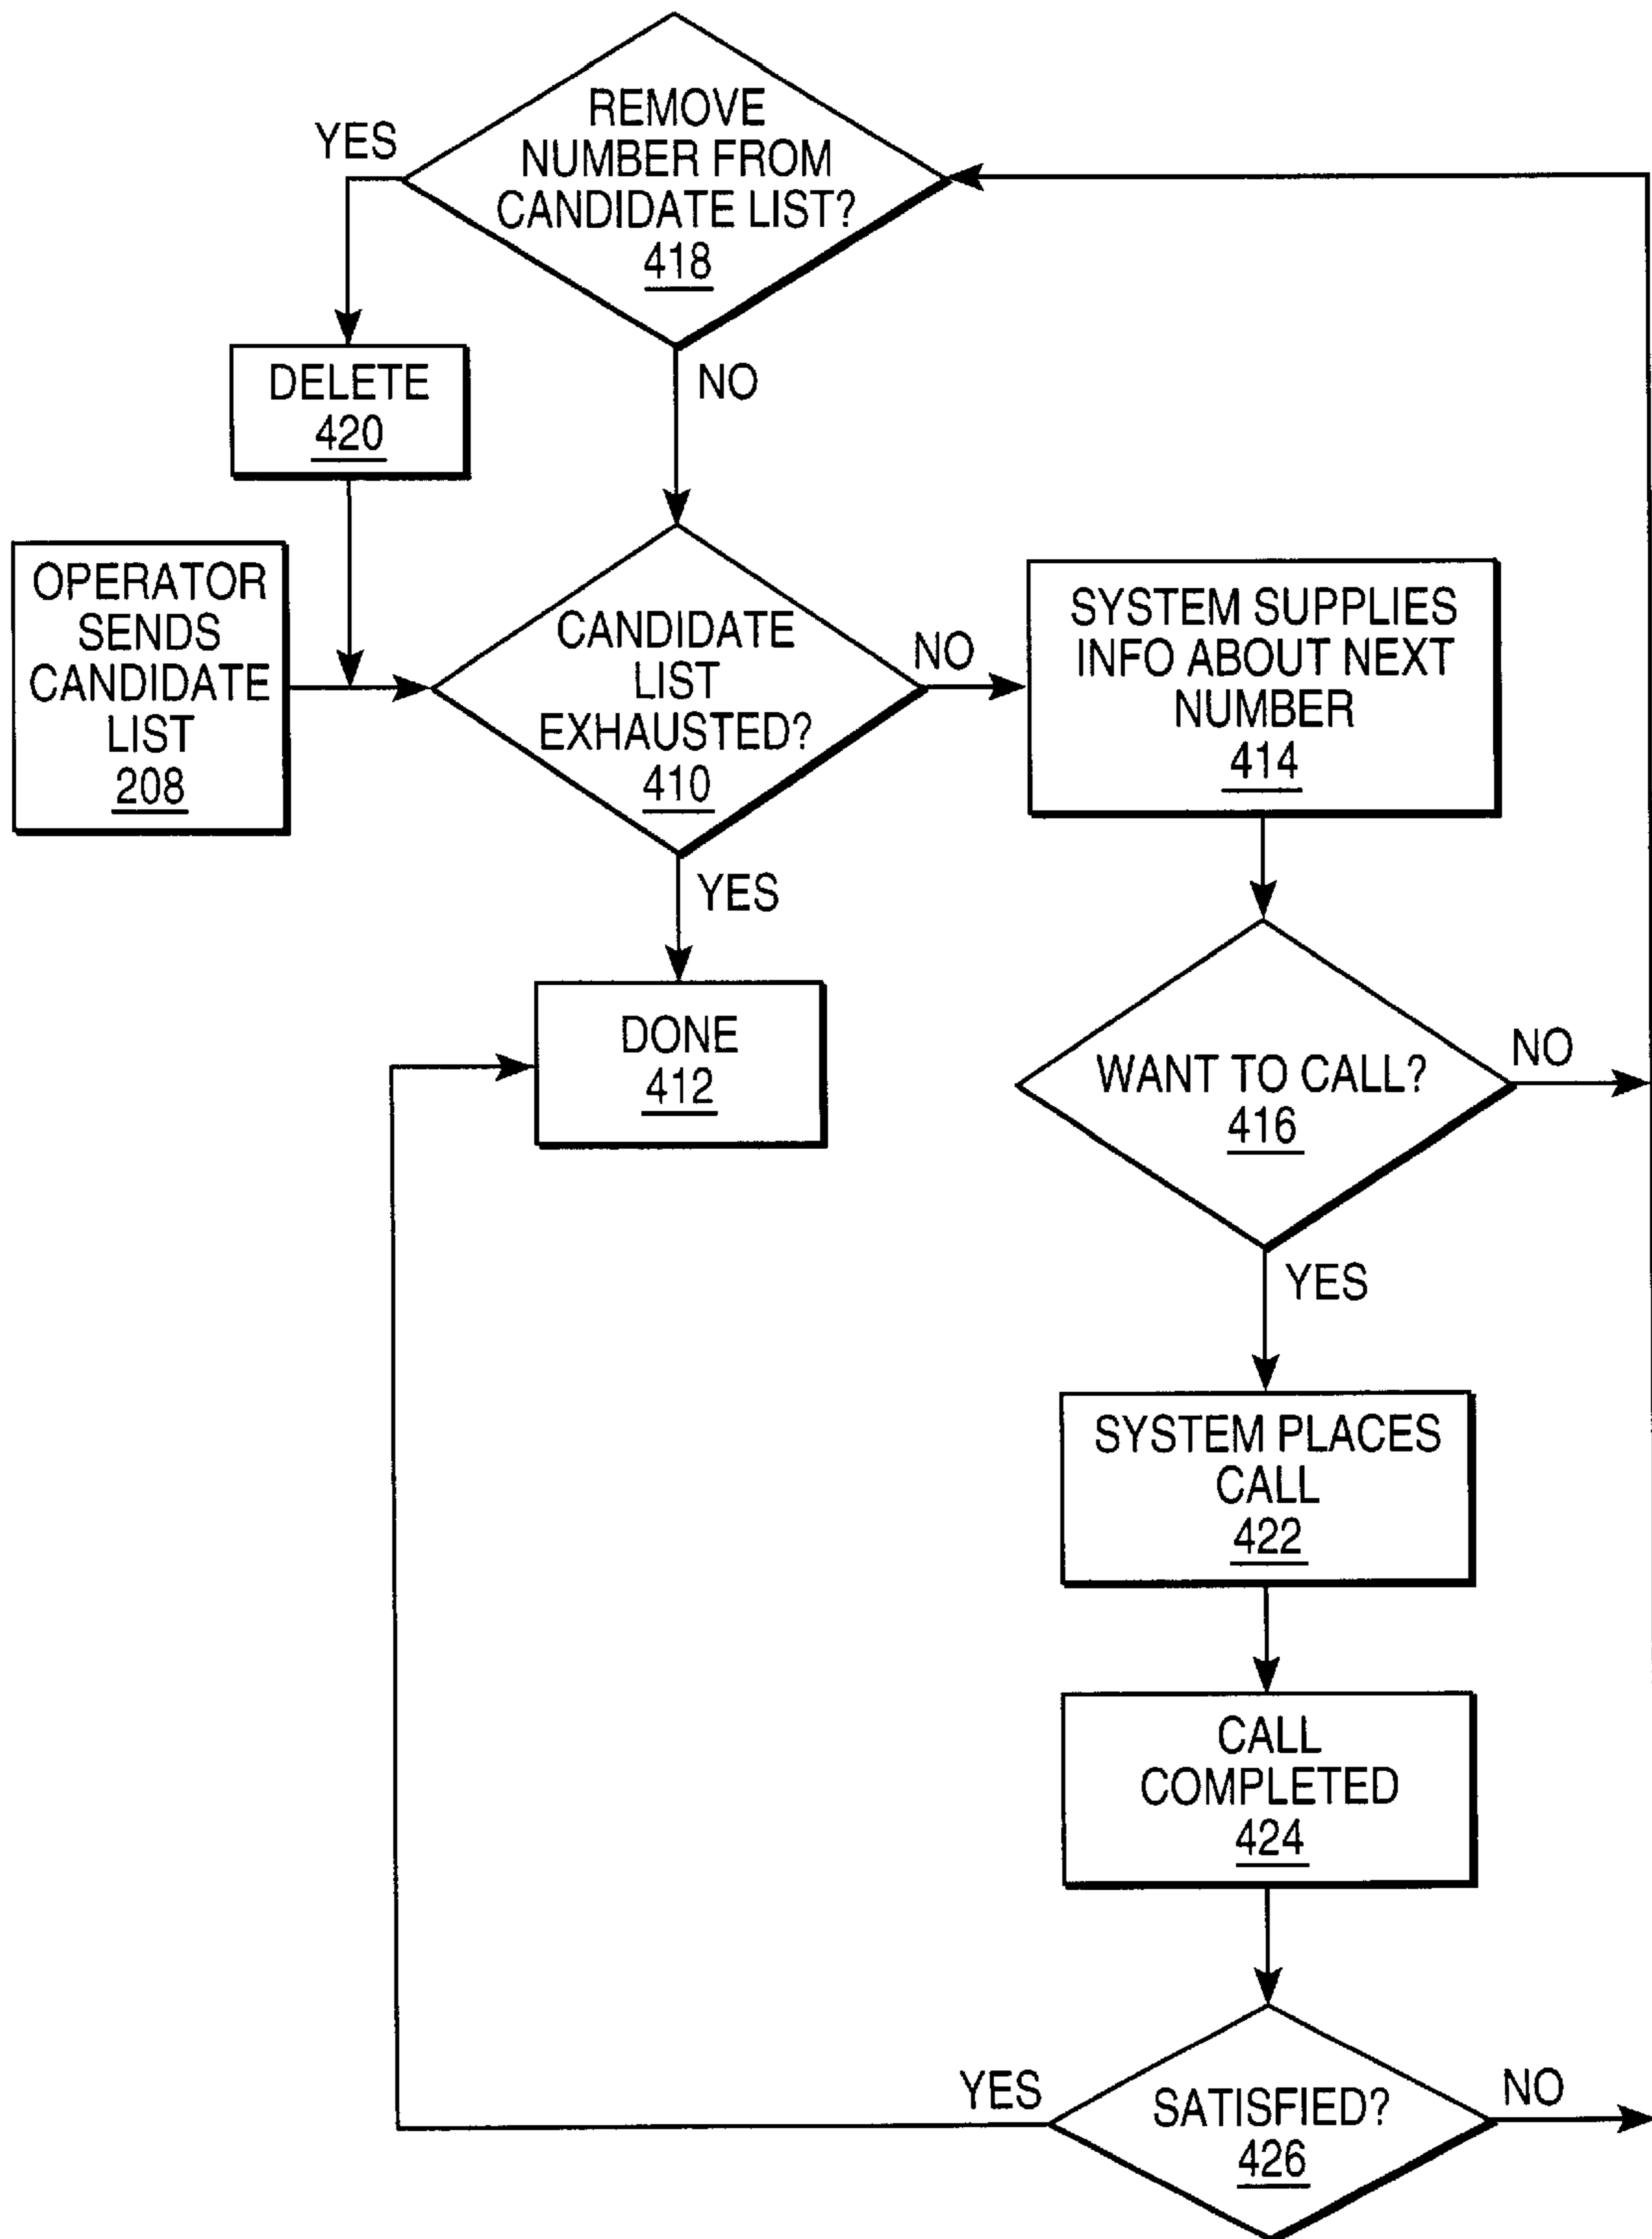 REMOVE
NUMBER FROM
CANDIDATE LIST?
418
YES
NO
DELETE
420
OPERATOR
SENDS
CANDIDATE
LIST
208
CANDIDATE
LIST
EXHAUSTED?
410
NO
YES
SYSTEM SUPPLIES
INFO ABOUT NEXT
NUMBER
414
DONE
412
WANT TO CALL?
416
NO
YES
SYSTEM PLACES
CALL
422
CALL
COMPLETED
424
SATISFIED?
426
YES
NO